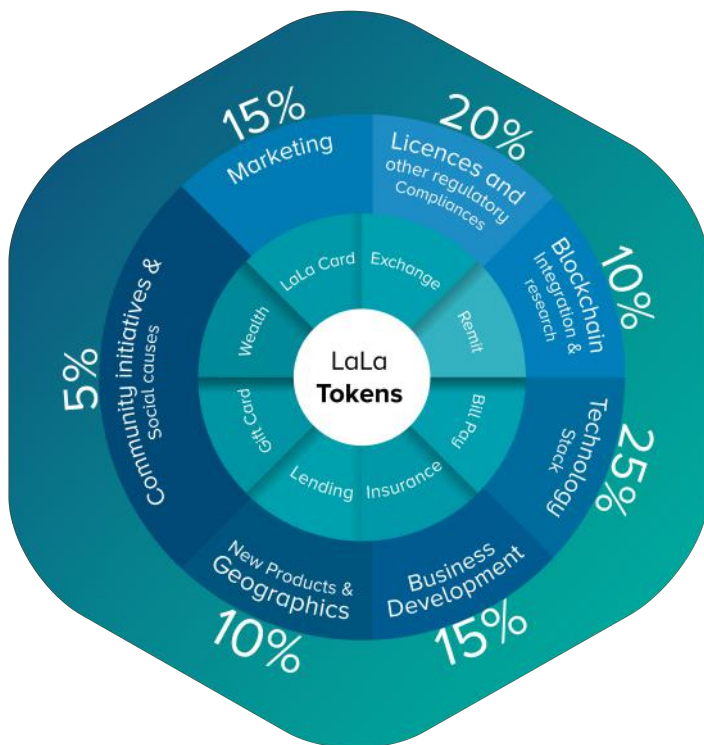 15%
Marketing
20%
Licences and
other regulatory
Compliances
10%
Blockchain
Integration &
research
25%
Technology
Stack
15%
Business
Development
10%
New Products &
Geographics
5%
Community initiatives &
Social causes
LaLa Card
Exchange
Remit
Bill Pay
Insurance
Lending
Gift Card
Wealth
LaLa
Tokens